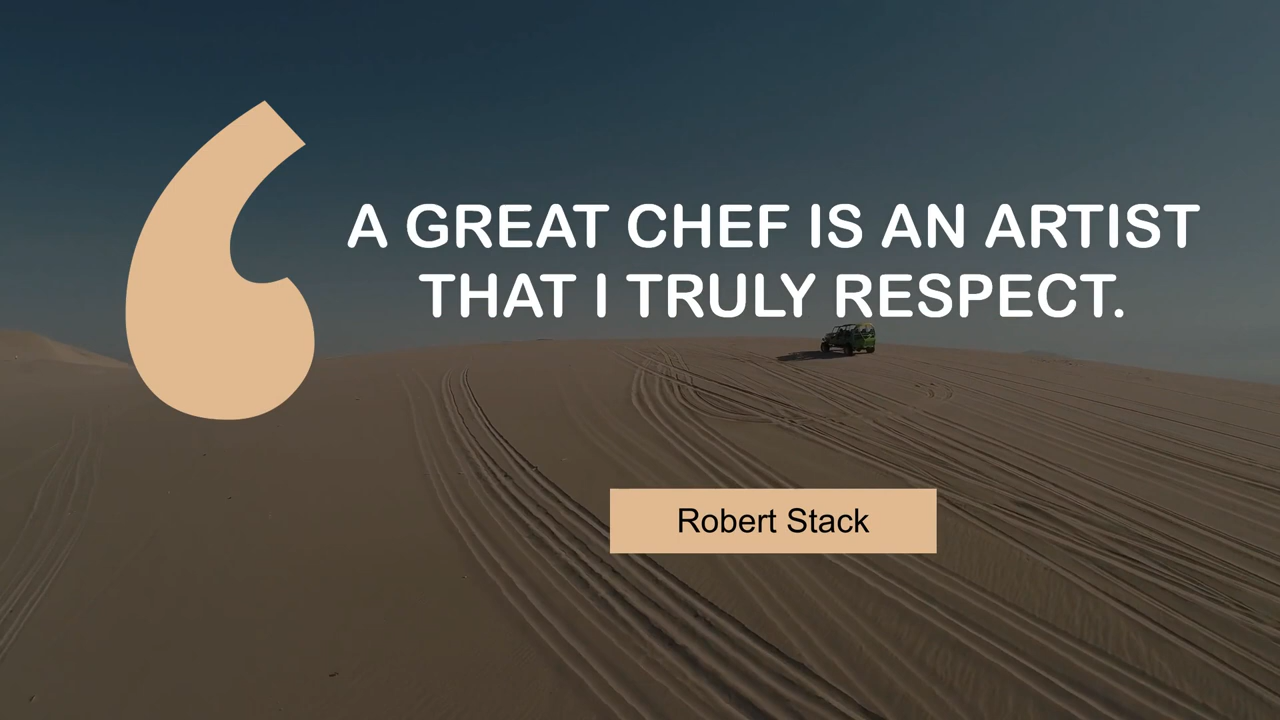 A GREAT CHEF IS AN ARTIST
THAT I TRULY RESPECT.
Robert Stack